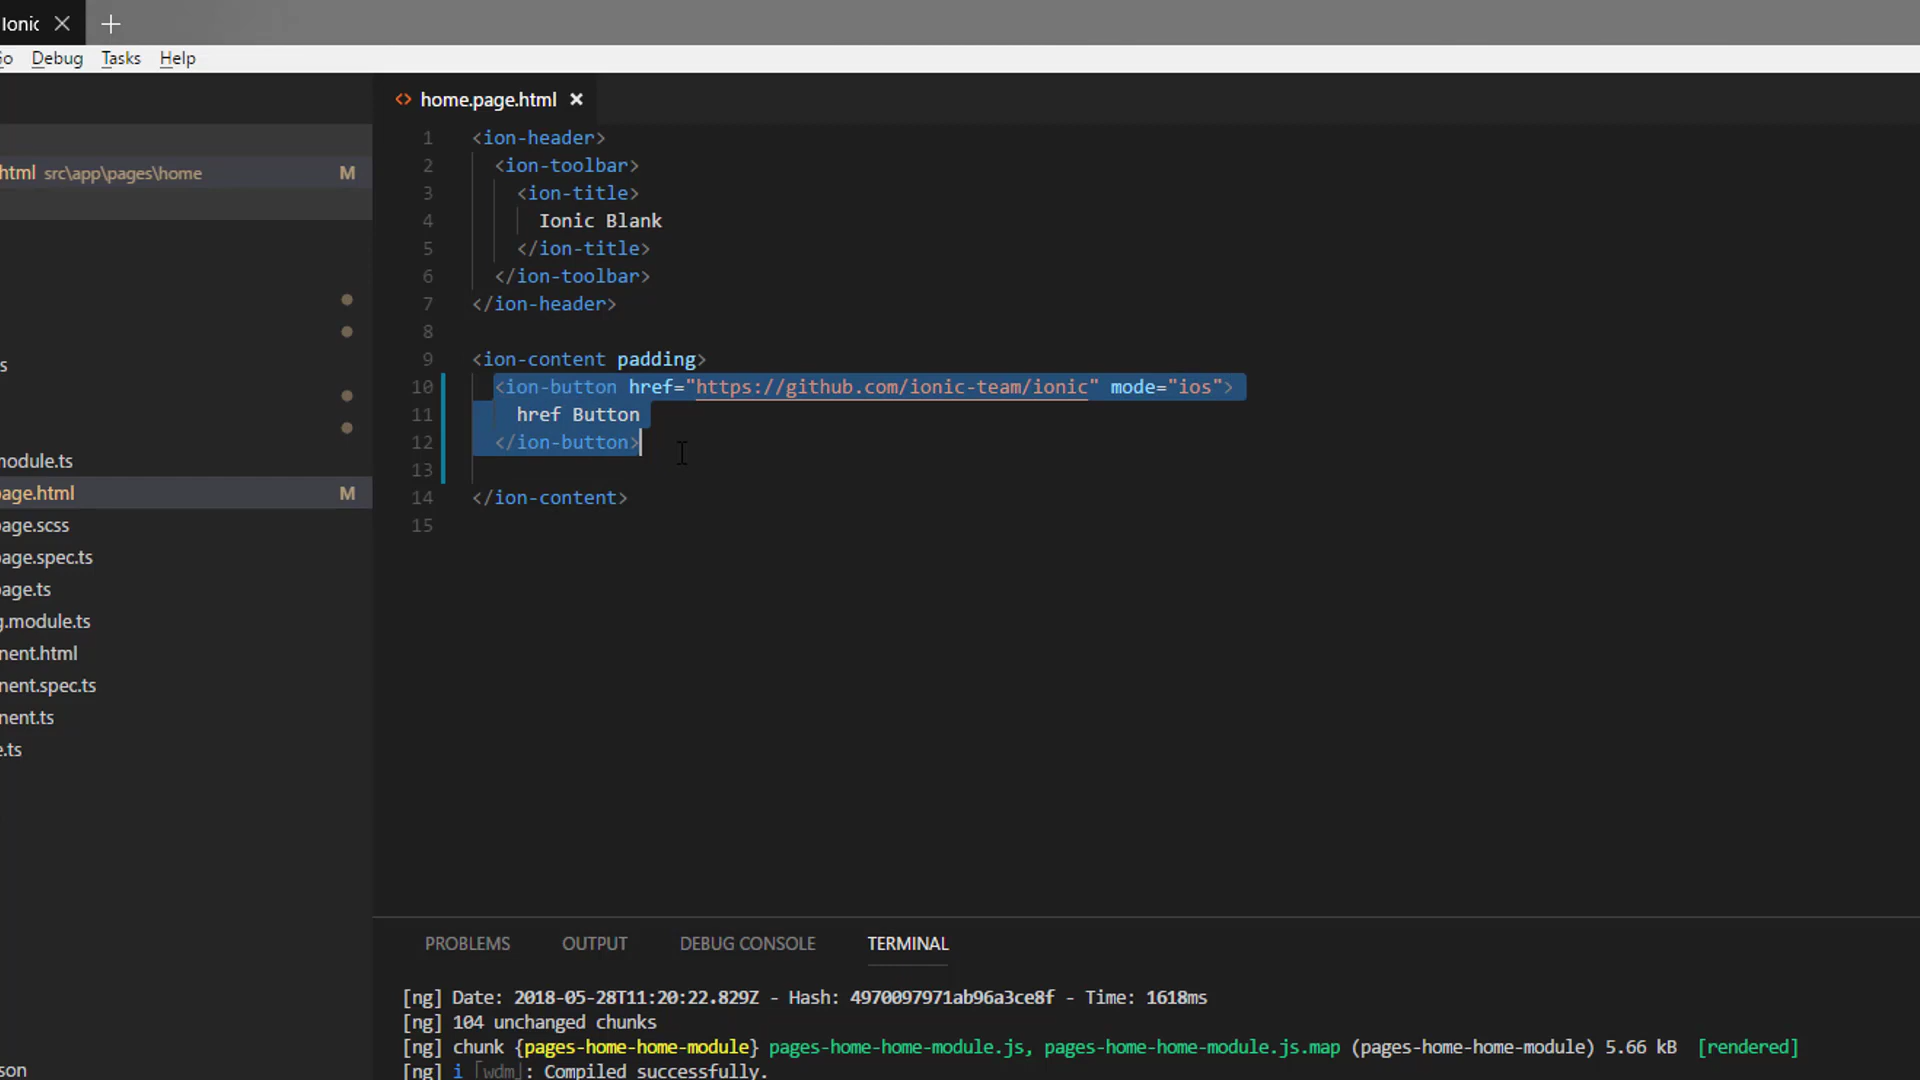 Ionic
Go Debug Tasks Help
home.page.html
1 <ion-header>
2 <ion-toolbar>
html src\app\pages\home M
3 <ion-title>
4 Ionic Blank
5 </ion-title>
6 </ion-toolbar>
7 </ion-header>
8
9 <ion-content padding>
s
10 <ion-button href="https://github.com/ionic-team/ionic" mode="ios">
11 href Button
12 </ion-button>
module.ts
13
page.html M
14 </ion-content>
page.scss
15
page.spec.ts
page.ts
g.module.ts
nent.html
nent.spec.ts
nent.ts
e.ts
PROBLEMS OUTPUT DEBUG CONSOLE TERMINAL
[ng] Date: 2018-05-28T11:20:22.829Z - Hash: 4970097971ab96a3ce8f - Time: 1618ms
[ng] 104 unchanged chunks
[ng] chunk {pages-home-home-module} pages-home-home-module.js, pages-home-home-module.js.map (pages-home-home-module) 5.66 kB [rendered]
son
[ng] i ｢wdm｣: Compiled successfully.